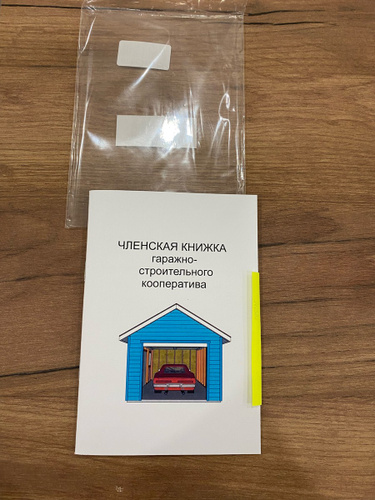 ЧЛЕНСКАЯ КНИЖКА
гаражно-
строительного
кооператива